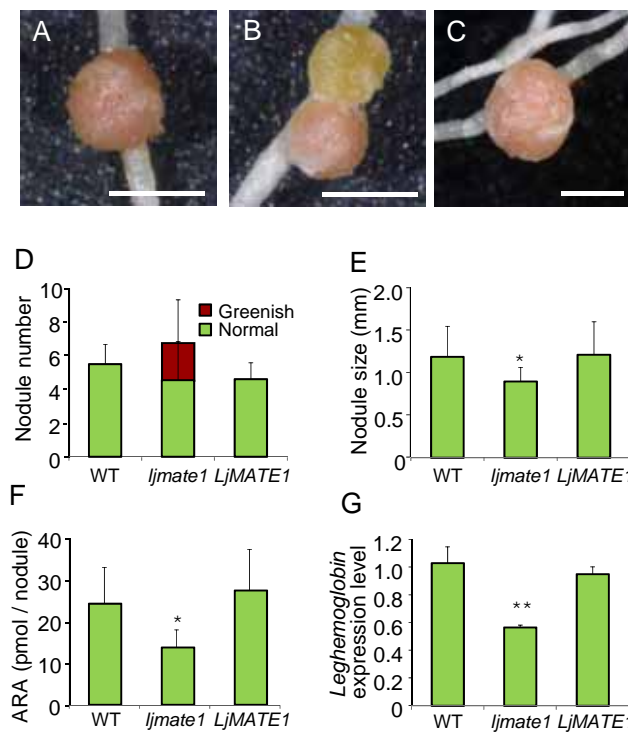 A
B
C
D
Nodule number
10
8
6
4
2
0
Greenish
Normal
WT
ljmate1
LjMATE1
E
Nodule size (mm)
2.0
1.5
1.0
0.5
0
*
WT
ljmate1
LjMATE1
F
ARA (pmol / nodule)
40
30
20
10
0
*
WT
ljmate1
LjMATE1
G
Leghemoglobin
expression level
1.2
1.0
0.8
0.6
0.4
0.2
0
**
WT
ljmate1
LjMATE1